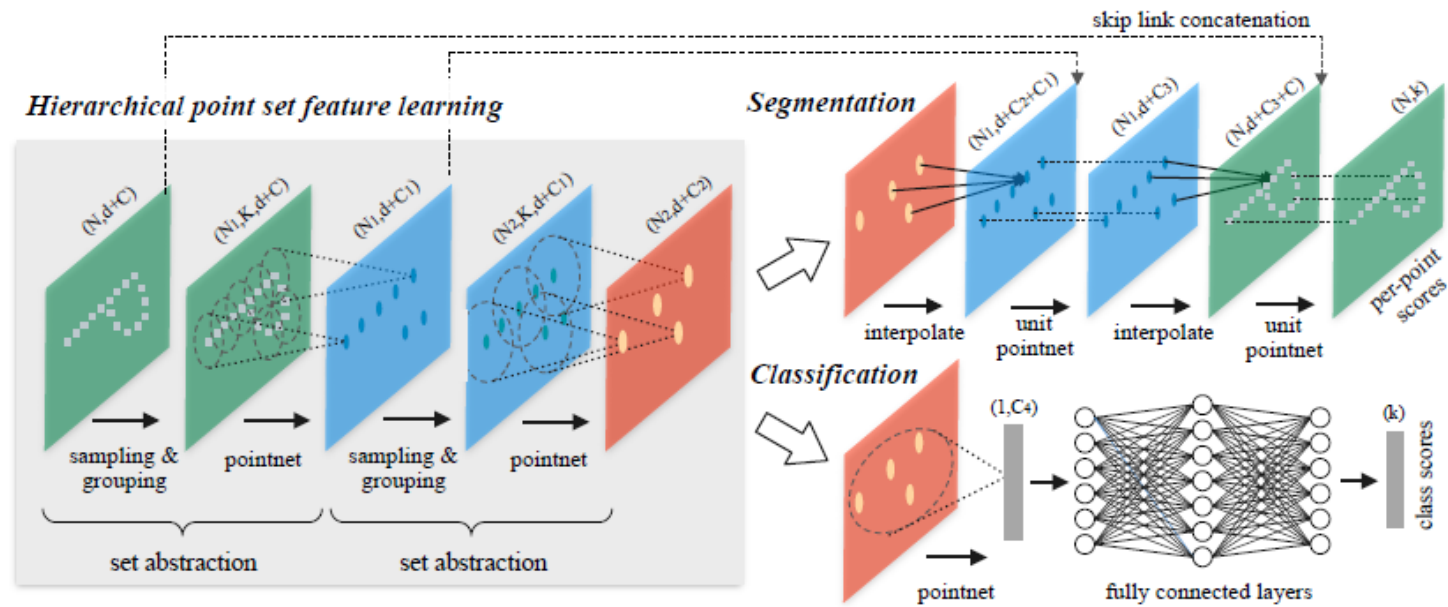 skip link concatenation
Hierarchical point set feature learning
(N,d+C)
(N1,K,d+C)
(N1,d+C1)
(N2,K,d+C1)
(N2,d+C2)
sampling &
grouping
pointnet
sampling &
grouping
pointnet
set abstraction
set abstraction
Segmentation
(N1,d+C2+C1)
(N1,d+C3)
(N,d+C3+C)
(N,k)
interpolate
unit
pointnet
interpolate
unit
pointnet
per-point
scores
Classification
(1,C4)
(k)
class scores
pointnet
fully connected layers